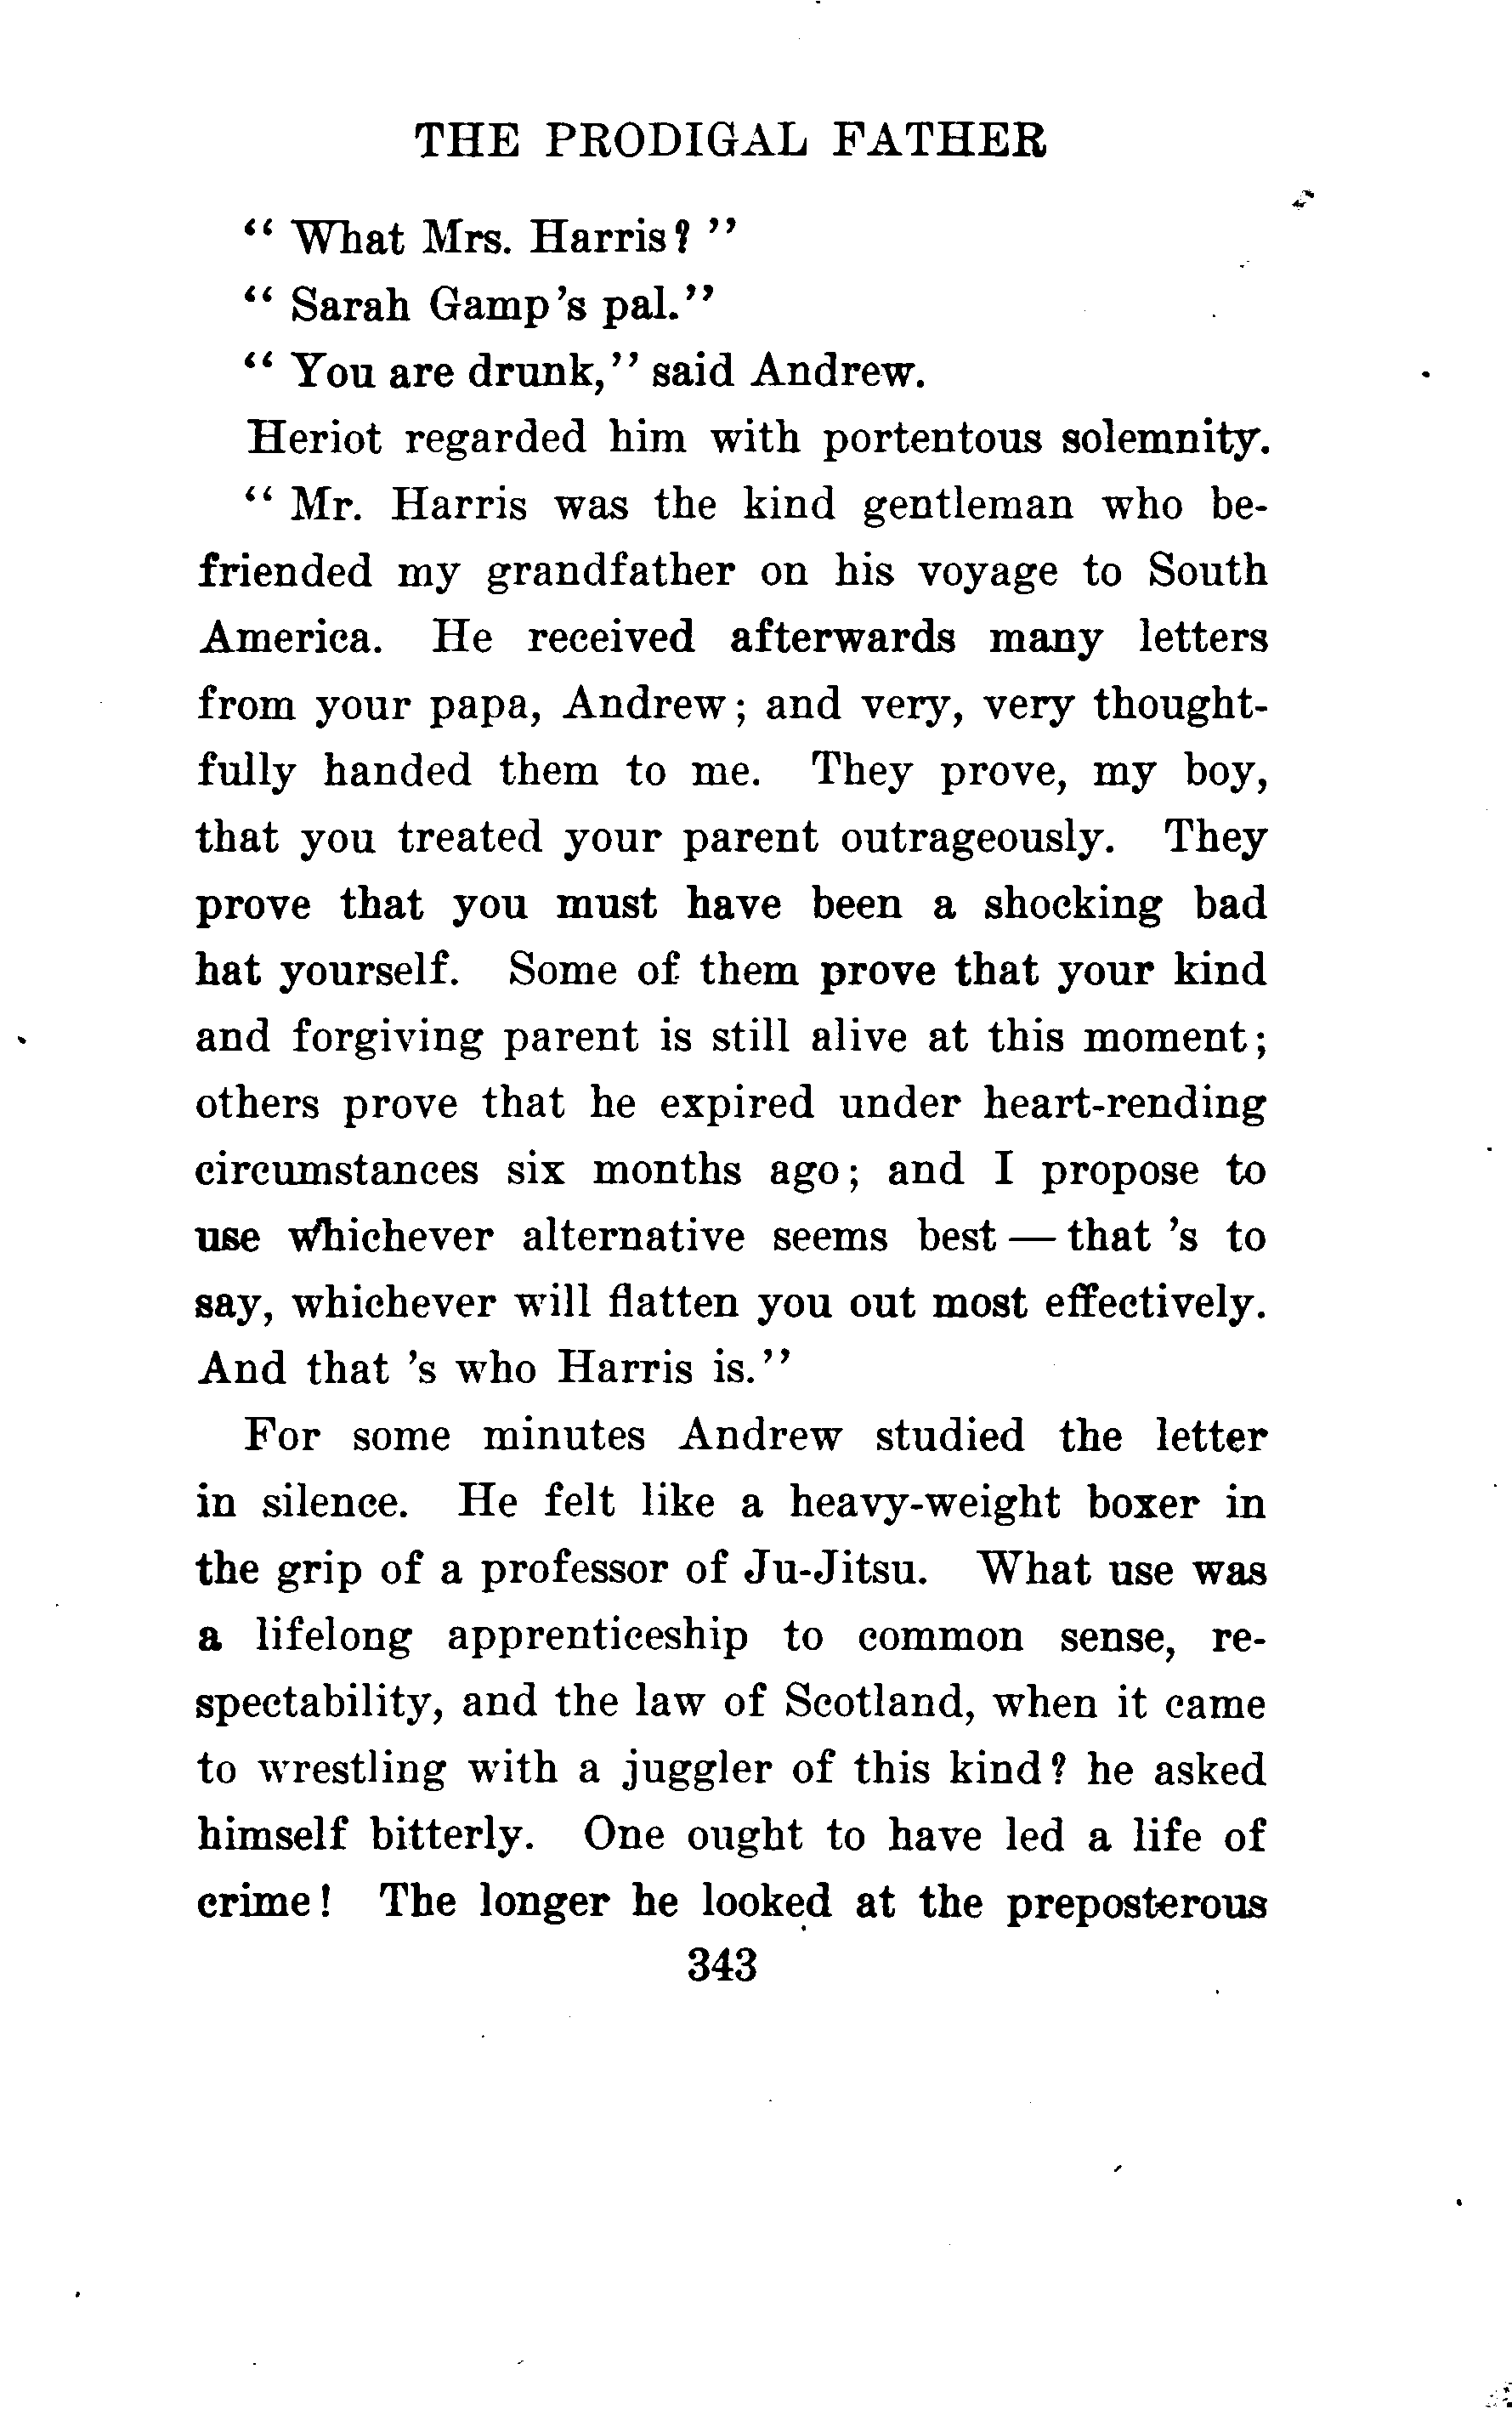 THE PRODIGAL FATHER
" What Mrs. Harris? "
" Sarah Gamp's pal."
" You are drunk," said Andrew.
Heriot regarded him with portentous solemnity.
" Mr. Harris was the kind gentleman who be-
friended my grandfather on his voyage to South
America. He received afterwards many letters
from your papa, Andrew; and very, very thought-
fully handed them to me. They prove, my boy,
that you treated your parent outrageously. They
prove that you must have been a shocking bad
hat yourself. Some of them prove that your kind
and forgiving parent is still alive at this moment;
others prove that he expired under heart-rending
circumstances six months ago; and I propose to
use whichever alternative seems best — that 's to
say, whichever will flatten you out most effectively.
And that 's who Harris is."
For some minutes Andrew studied the letter
in silence. He felt like a heavy-weight boxer in
the grip of a professor of Ju-Jitsu. What use was
a lifelong apprenticeship to common sense, re-
spectability, and the law of Scotland, when it came
to wrestling with a juggler of this kind? he asked
himself bitterly. One ought to have led a life of
crime! The longer he looked at the preposterous
343